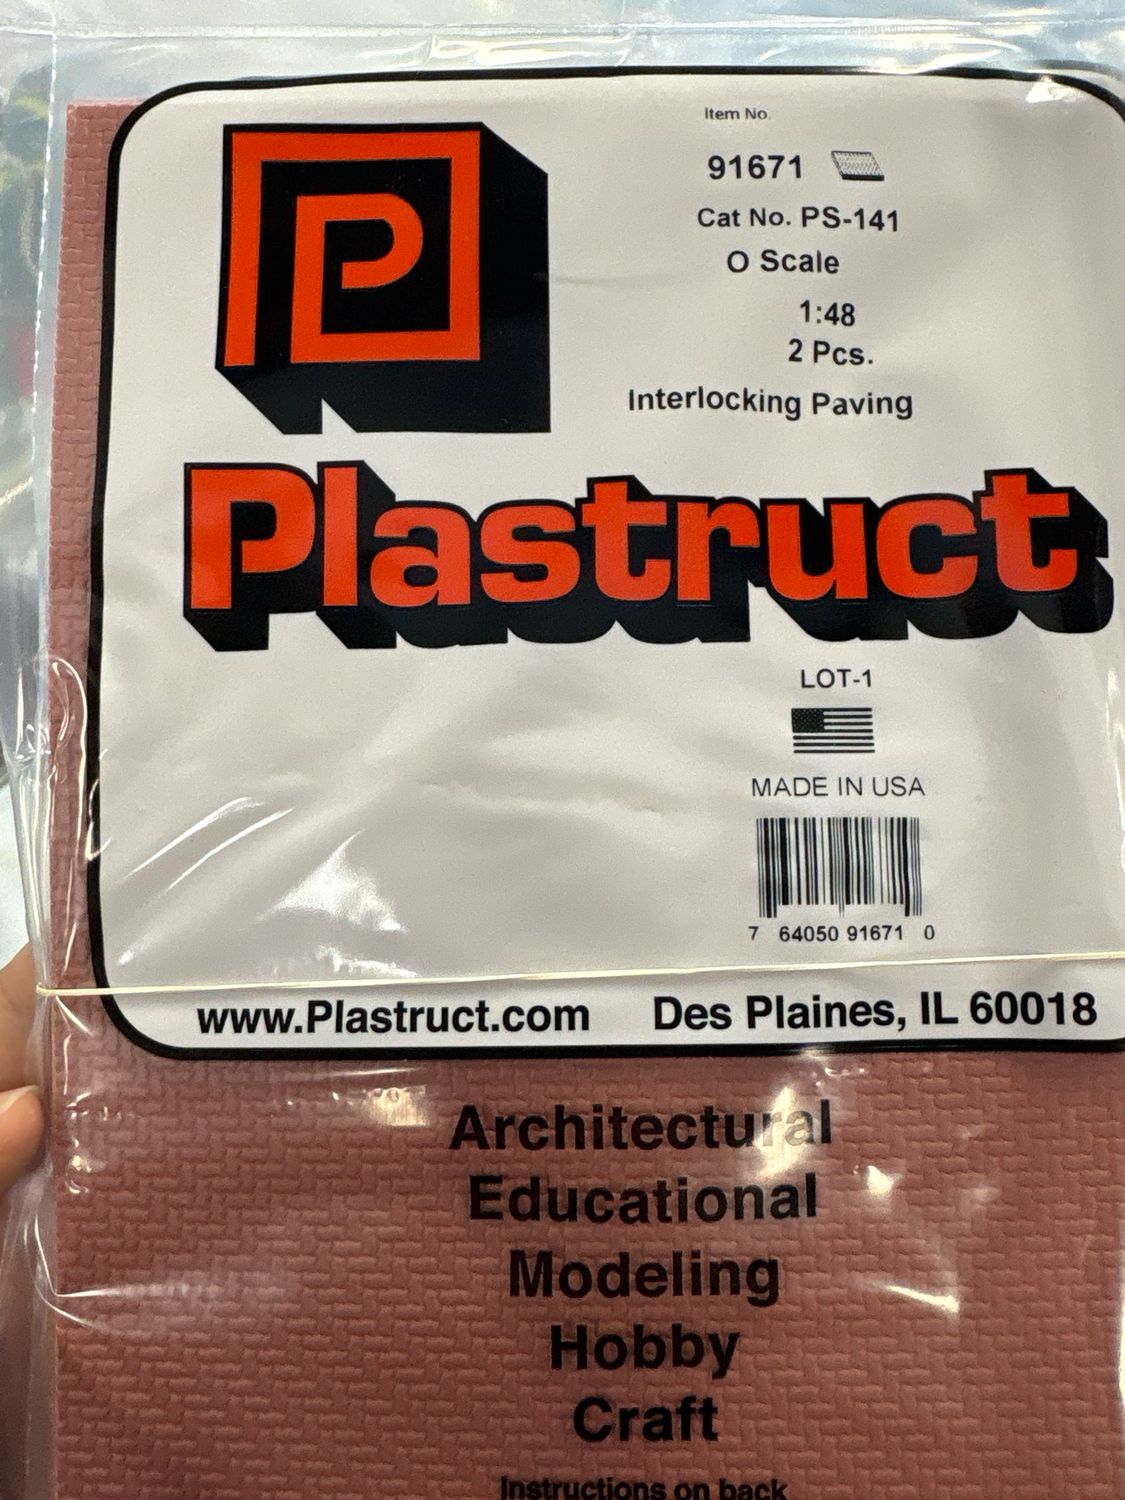 Item No.
91671
Cat No. PS-141
O Scale
1:48
2 Pcs.
Interlocking Paving
P
Plastruct
LOT-1
MADE IN USA
7 64050 91671 0
www.Plastruct.com Des Plaines, IL 60018
Architectural
Educational
Modeling
Hobby
Craft
Instructions on back